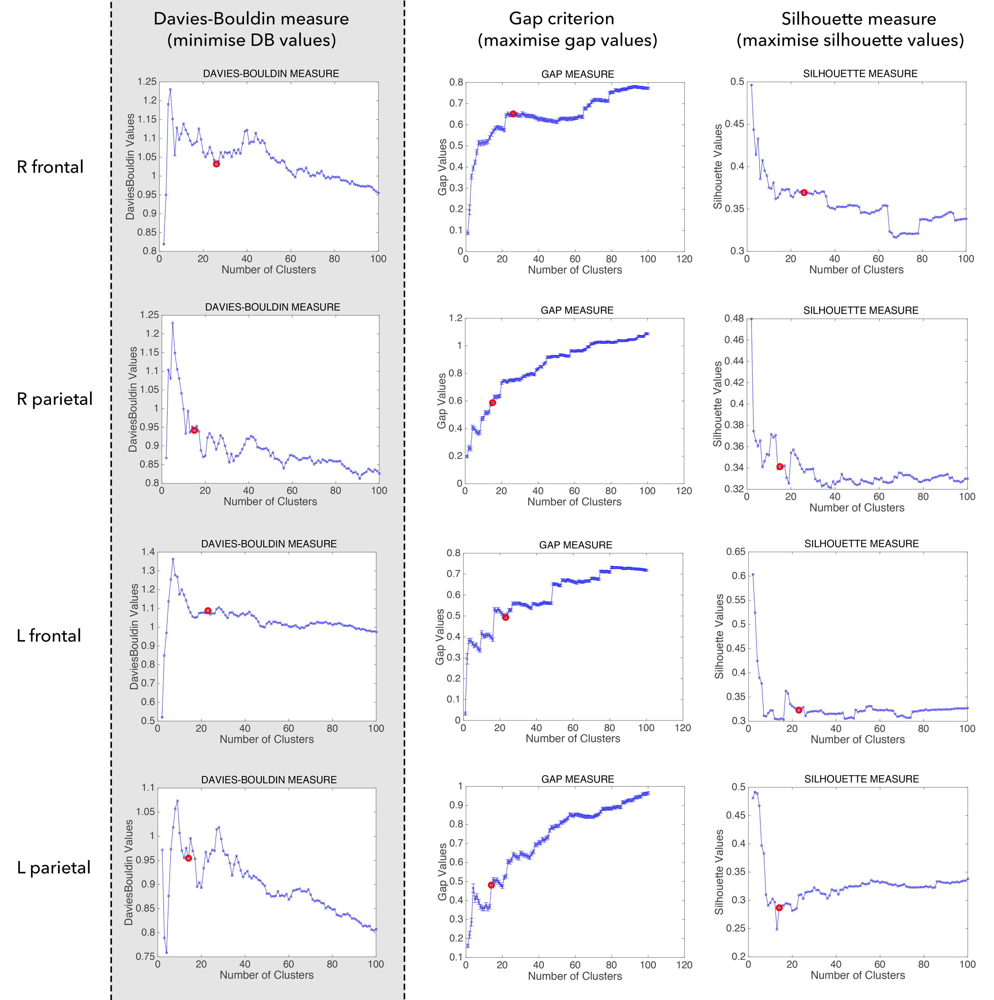 Davies-Bouldin measure
(minimise DB values)
Gap criterion
(maximise gap values)
Silhouette measure
(maximise silhouette values)
R frontal
DAVIES-BOULDIN MEASURE
DaviesBouldin Values
1.25
1.2
1.15
1.1
1.05
1
0.95
0.9
0.85
0.8
0 20 40 60 80 100
Number of Clusters
GAP MEASURE
Gap Values
0.8
0.7
0.6
0.5
0.4
0.3
0.2
0.1
0
0 20 40 60 80 100 120
Number of Clusters
SILHOUETTE MEASURE
Silhouette Values
0.5
0.45
0.4
0.35
0.3
0 20 40 60 80 100
Number of Clusters
R parietal
DAVIES-BOULDIN MEASURE
DaviesBouldin Values
1.25
1.2
1.15
1.1
1.05
1
0.95
0.9
0.85
0.8
0 20 40 60 80 100
Number of Clusters
GAP MEASURE
Gap Values
1.2
1
0.8
0.6
0.4
0.2
0
0 20 40 60 80 100 120
Number of Clusters
SILHOUETTE MEASURE
Silhouette Values
0.48
0.46
0.44
0.42
0.4
0.38
0.36
0.34
0.32
0 20 40 60 80 100
Number of Clusters
L frontal
DAVIES-BOULDIN MEASURE
DaviesBouldin Values
1.4
1.3
1.2
1.1
1
0.9
0.8
0.7
0.6
0.5
0 20 40 60 80 100
Number of Clusters
GAP MEASURE
Gap Values
0.8
0.7
0.6
0.5
0.4
0.3
0.2
0.1
0
0 20 40 60 80 100 120
Number of Clusters
SILHOUETTE MEASURE
Silhouette Values
0.65
0.6
0.55
0.5
0.45
0.4
0.35
0.3
0 20 40 60 80 100
Number of Clusters
L parietal
DAVIES-BOULDIN MEASURE
DaviesBouldin Values
1.1
1.05
1
0.95
0.9
0.85
0.8
0.75
0 20 40 60 80 100
Number of Clusters
GAP MEASURE
Gap Values
1
0.9
0.8
0.7
0.6
0.5
0.4
0.3
0.2
0.1
0 20 40 60 80 100 120
Number of Clusters
SILHOUETTE MEASURE
Silhouette Values
0.5
0.45
0.4
0.35
0.3
0.25
0.2
0 20 40 60 80 100
Number of Clusters